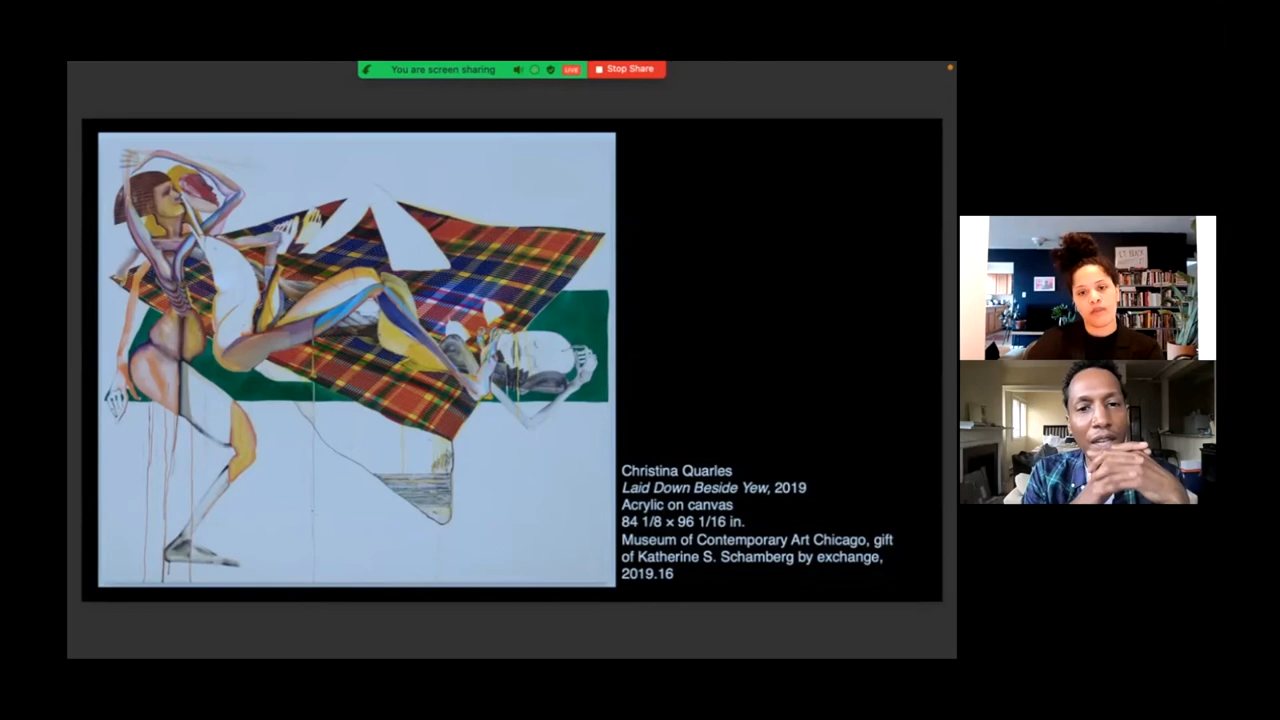 You are screen sharing
LIVE
Stop Share
Christina Quarles
Laid Down Beside Yew, 2019
Acrylic on canvas
84 1/8 × 96 1/16 in.
Museum of Contemporary Art Chicago, gift
of Katherine S. Schamberg by exchange,
2019.16